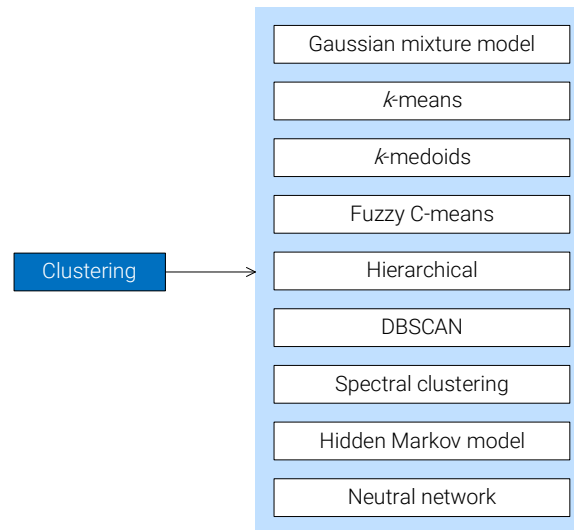 Gaussian mixture model
k-means
k-medoids
Fuzzy C-means
Clustering
Hierarchical
DBSCAN
Spectral clustering
Hidden Markov model
Neutral network